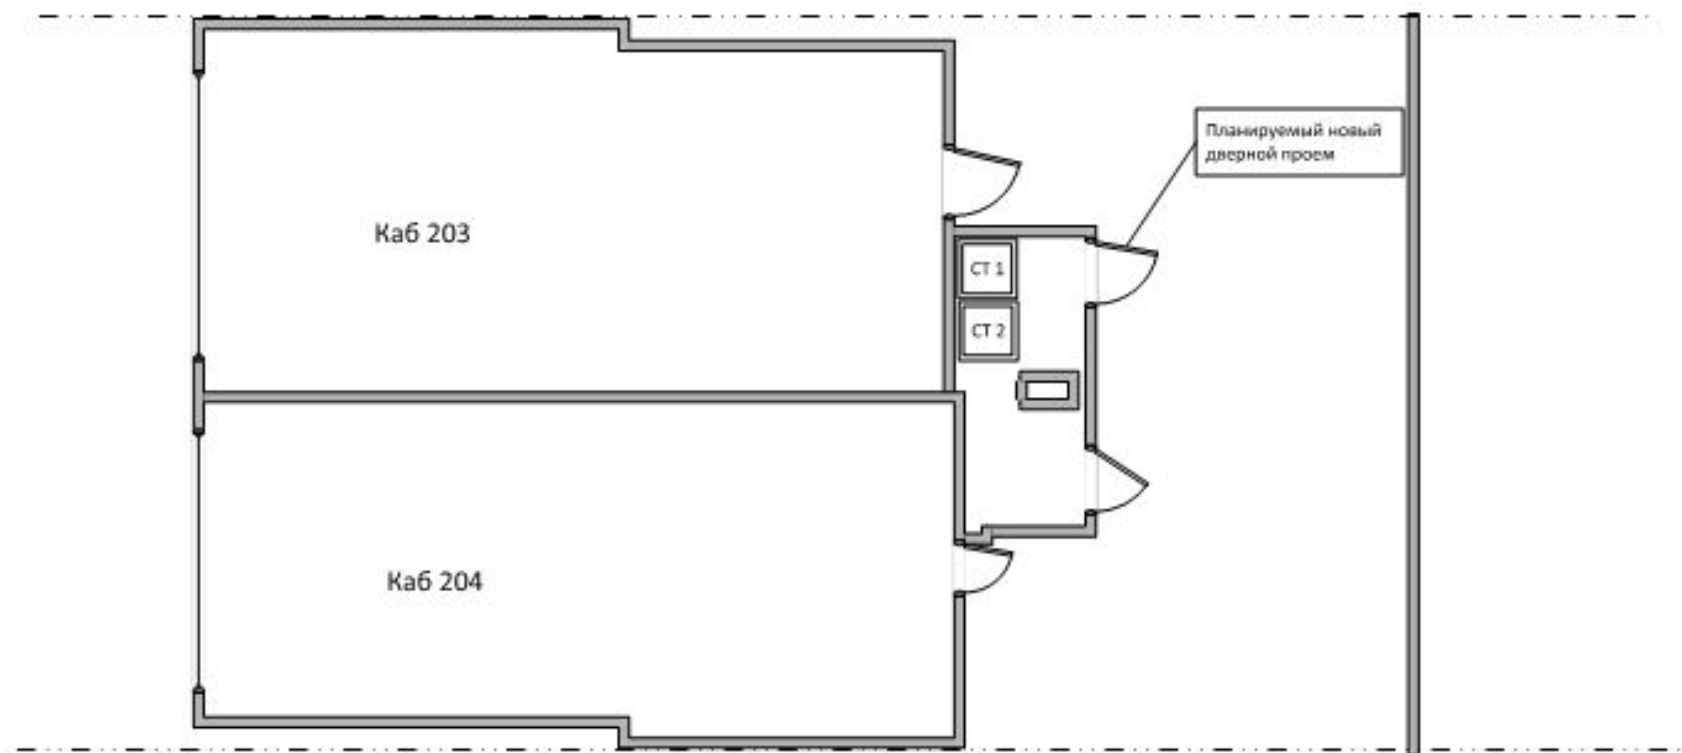 Планируемый новый
дверной проем
Каб 203
СТ 1
СТ 2
Каб 204